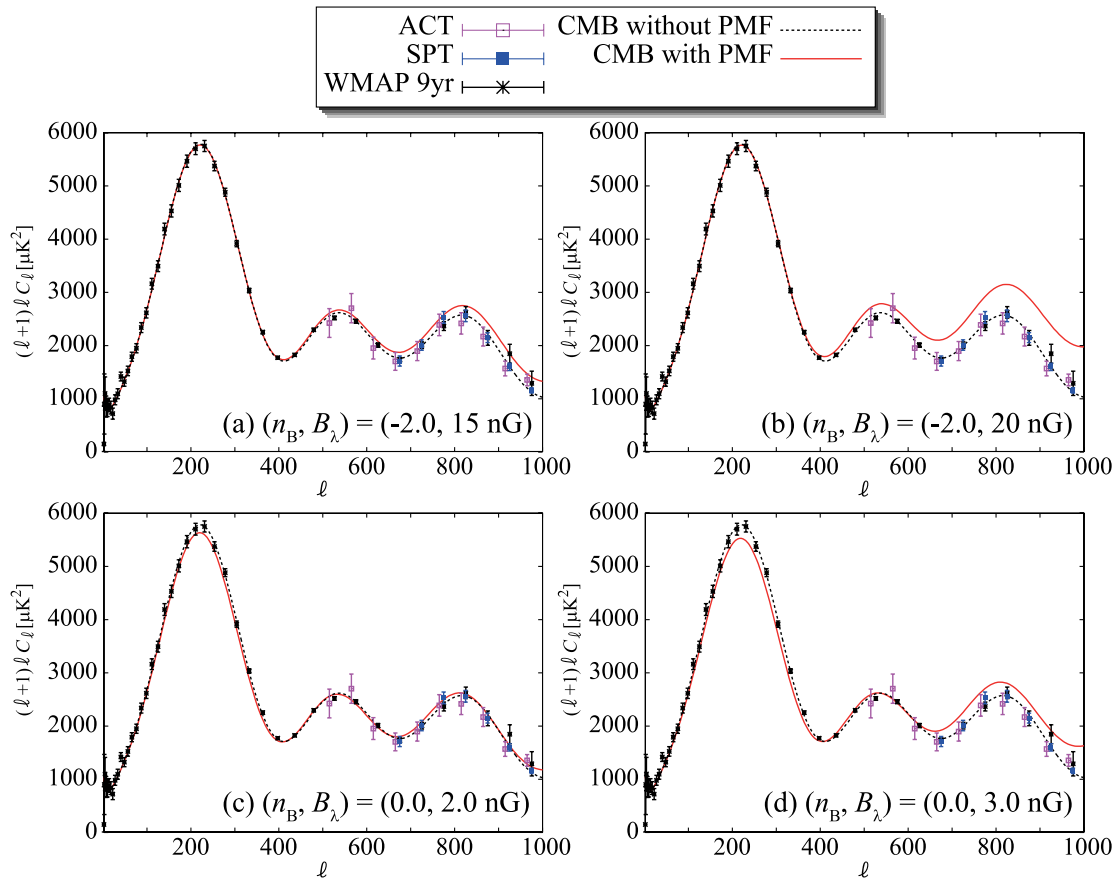 ACT
SPT
WMAP 9yr
CMB without PMF
CMB with PMF
6000
5000
4000
3000
2000
1000
0
(ℓ+1)ℓ Cℓ [μK²]
(a) (nB, Bλ) = (-2.0, 15 nG)
200 400 600 800 1000
ℓ
6000
5000
4000
3000
2000
1000
0
(ℓ+1)ℓ Cℓ [μK²]
(b) (nB, Bλ) = (-2.0, 20 nG)
200 400 600 800 1000
ℓ
6000
5000
4000
3000
2000
1000
0
(ℓ+1)ℓ Cℓ [μK²]
(c) (nB, Bλ) = (0.0, 2.0 nG)
200 400 600 800 1000
ℓ
6000
5000
4000
3000
2000
1000
0
(ℓ+1)ℓ Cℓ [μK²]
(d) (nB, Bλ) = (0.0, 3.0 nG)
200 400 600 800 1000
ℓ